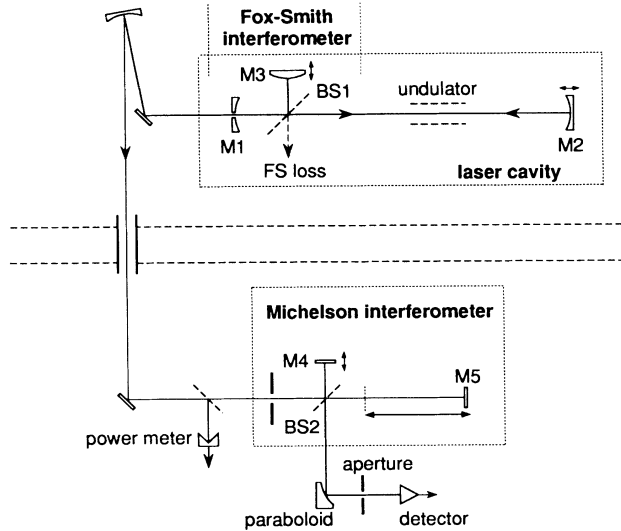 Fox-Smith
interferometer
M3
BS1
undulator
M1
M2
FS loss
laser cavity
Michelson interferometer
M4
M5
BS2
power meter
aperture
paraboloid
detector